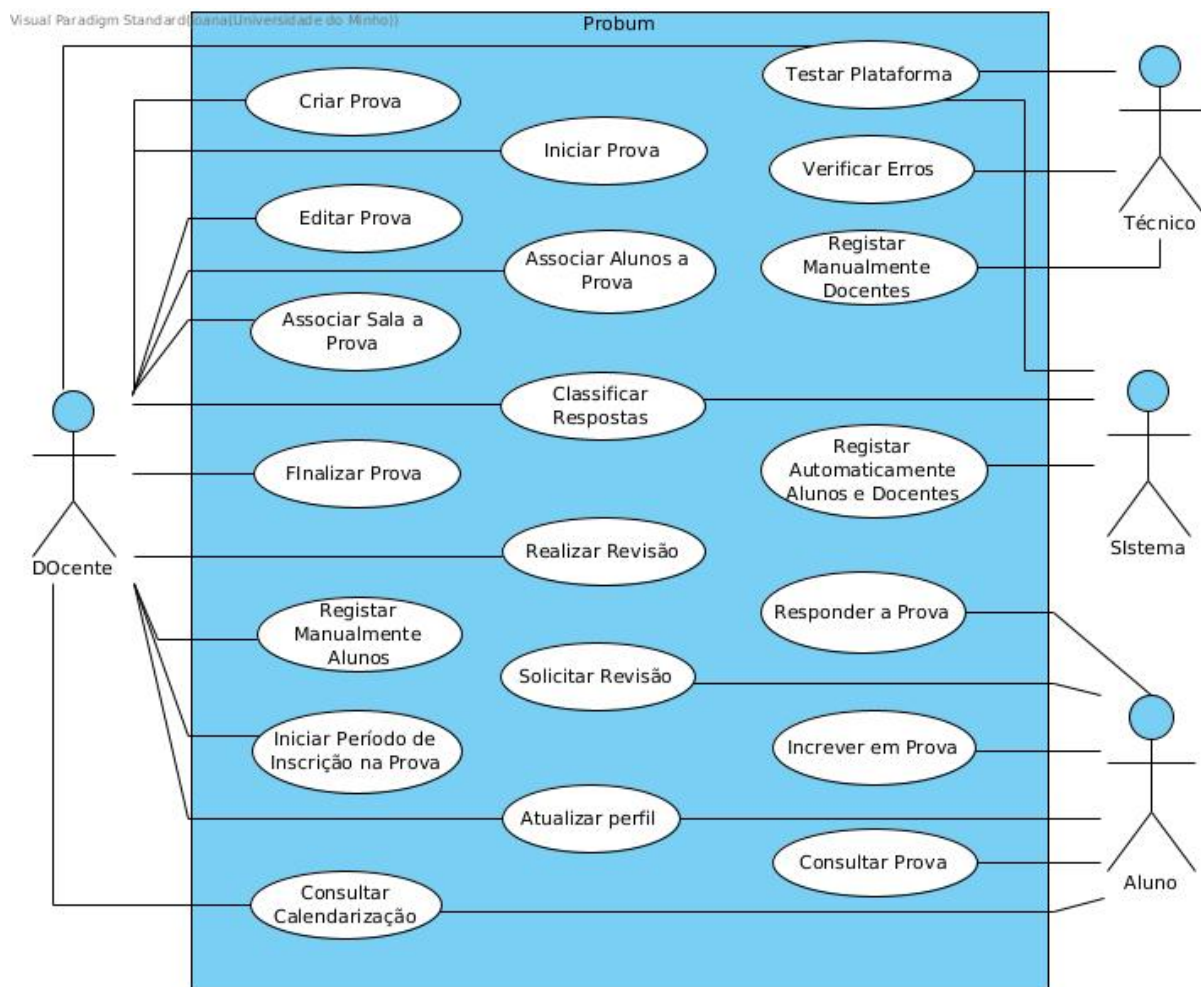 Visual Paradigm Standard(Joana(Universidade do Minho))
Probum
Testar Plataforma
Criar Prova
Iniciar Prova
Verificar Erros
Editar Prova
Técnico
Associar Alunos a
Prova
Registar
Manualmente
Docentes
Associar Sala a
Prova
Classificar
Respostas
Registar
Automaticamente
Alunos e Docentes
FInalizar Prova
SIstema
Realizar Revisão
DOcente
Responder a Prova
Registar
Manualmente
Alunos
Solicitar Revisão
Iniciar Período de
Inscrição na Prova
Increver em Prova
Atualizar perfil
Consultar Prova
Aluno
Consultar
Calendarização